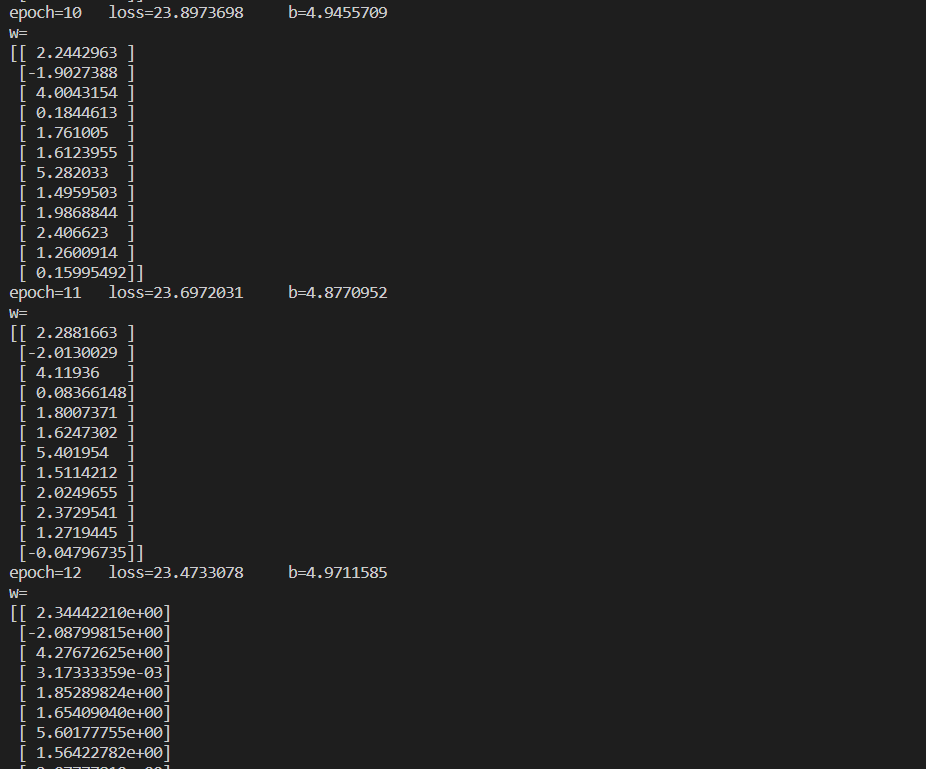 epoch=10   loss=23.8973698     b=4.9455709
w=
[[ 2.2442963 ]
 [-1.9027388 ]
 [ 4.0043154 ]
 [ 0.1844613 ]
 [ 1.761005  ]
 [ 1.6123955 ]
 [ 5.282033  ]
 [ 1.4959503 ]
 [ 1.9868844 ]
 [ 2.406623  ]
 [ 1.2600914 ]
 [ 0.15995492]]
epoch=11   loss=23.6972031     b=4.8770952
w=
[[ 2.2881663 ]
 [-2.0130029 ]
 [ 4.11936   ]
 [ 0.08366148]
 [ 1.8007371 ]
 [ 1.6247302 ]
 [ 5.401954  ]
 [ 1.5114212 ]
 [ 2.0249655 ]
 [ 2.3729541 ]
 [ 1.2719445 ]
 [-0.04796735]]
epoch=12   loss=23.4733078     b=4.9711585
w=
[[ 2.34442210e+00]
 [-2.08799815e+00]
 [ 4.27672625e+00]
 [ 3.17333359e-03]
 [ 1.85289824e+00]
 [ 1.65409040e+00]
 [ 5.60177755e+00]
 [ 1.56422782e+00]